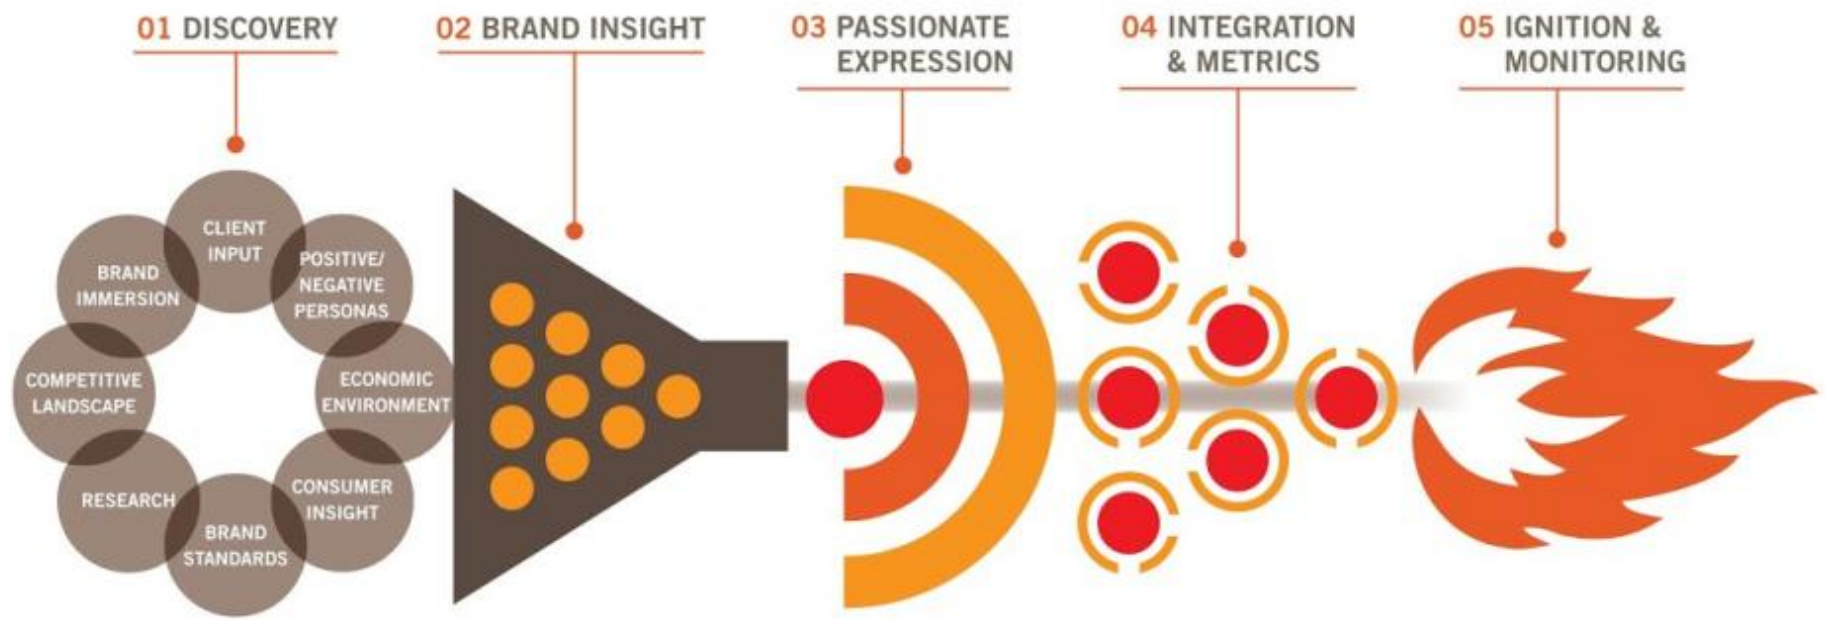 01 DISCOVERY
02 BRAND INSIGHT
03 PASSIONATE
EXPRESSION
04 INTEGRATION
& METRICS
05 IGNITION &
MONITORING
CLIENT
INPUT
POSITIVE/
NEGATIVE
PERSONAS
ECONOMIC
ENVIRONMENT
CONSUMER
INSIGHT
BRAND
STANDARDS
RESEARCH
COMPETITIVE
LANDSCAPE
BRAND
IMMERSION